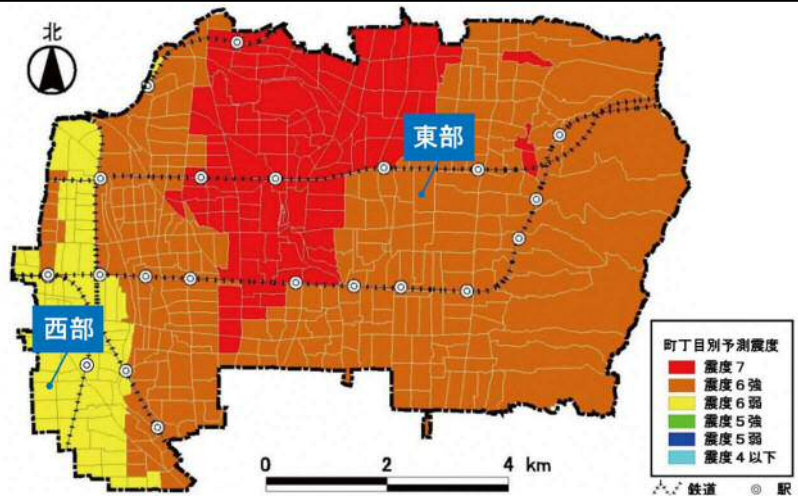 北
東部
西部
町丁目別予測震度
震度7
震度6強
震度6弱
震度5強
震度5弱
震度4以下
0 2 4 km
鉄道 ◎ 駅